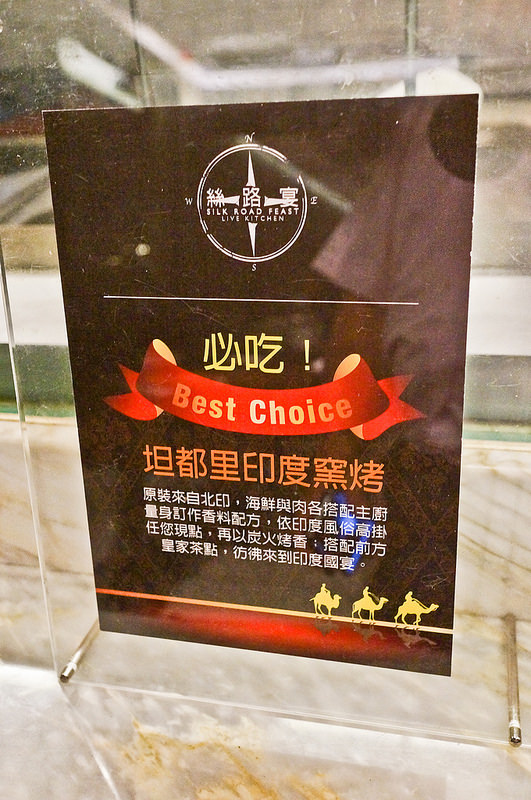 N
W
E
絲路宴
SILK ROAD FEAST
LIVE KITCHEN
S
必吃！
Best Choice
坦都里印度窯烤
原裝來自北印，海鮮與肉各搭配主廚
量身訂作香料配方，依印度風俗高掛
任您現點，再以炭火烤香；搭配前方
皇家茶點，彷彿來到印度國宴。